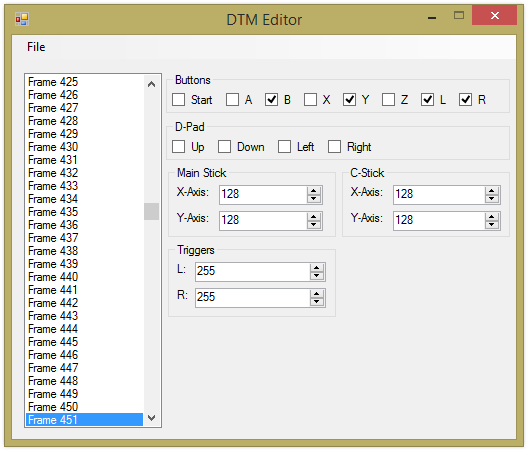 DTM Editor
File
Frame 425
Frame 426
Frame 427
Frame 428
Frame 429
Frame 430
Frame 431
Frame 432
Frame 433
Frame 434
Frame 435
Frame 436
Frame 437
Frame 438
Frame 439
Frame 440
Frame 441
Frame 442
Frame 443
Frame 444
Frame 445
Frame 446
Frame 447
Frame 448
Frame 449
Frame 450
Frame 451
Buttons
Start A B X Y Z L R
D-Pad
Up Down Left Right
Main Stick
X-Axis: 128
Y-Axis: 128
C-Stick
X-Axis: 128
Y-Axis: 128
Triggers
L: 255
R: 255